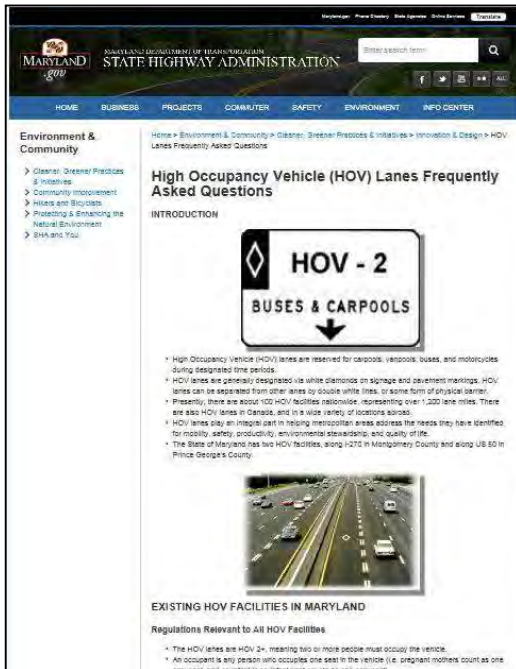 Maryland.gov Phone Directory State Agencies Online Services Translate
MARYLAND DEPARTMENT OF TRANSPORTATION
STATE HIGHWAY ADMINISTRATION
MARYLAND
.gov
Enter search term
ALL
HOME BUSINESS PROJECTS COMMUTER SAFETY ENVIRONMENT INFO CENTER
Environment &
Community
Cleaner, Greener Practices
& Initiatives
Community Improvement
Hikers and Bicyclists
Protecting & Enhancing the
Natural Environment
SHA and You
Home > Environment & Community > Cleaner, Greener Practices & Initiatives > Innovation & Design > HOV
Lanes Frequently Asked Questions
High Occupancy Vehicle (HOV) Lanes Frequently
Asked Questions
INTRODUCTION
HOV - 2
BUSES & CARPOOLS
• High Occupancy Vehicle (HOV) lanes are reserved for carpools, vanpools, buses, and motorcycles
during designated time periods.
• HOV lanes are generally designated via white diamonds on signage and pavement markings. HOV
lanes can be separated from other lanes by double white lines, or some form of physical barrier.
• Presently, there are about 100 HOV facilities nationwide, representing over 1,200 lane miles. There
are also HOV lanes in Canada, and in a wide variety of locations abroad.
• HOV lanes play an integral part in helping metropolitan areas address the needs they have identified
for mobility, safety, productivity, environmental stewardship, and quality of life.
• The State of Maryland has two HOV facilities, along I-270 in Montgomery County and along US 50 in
Prince George's County.
EXISTING HOV FACILITIES IN MARYLAND
Regulations Relevant to All HOV Facilities
• The HOV lanes are HOV 2+, meaning two or more people must occupy the vehicle.
• An occupant is any person who occupies one seat in the vehicle (i.e. pregnant mothers count as one